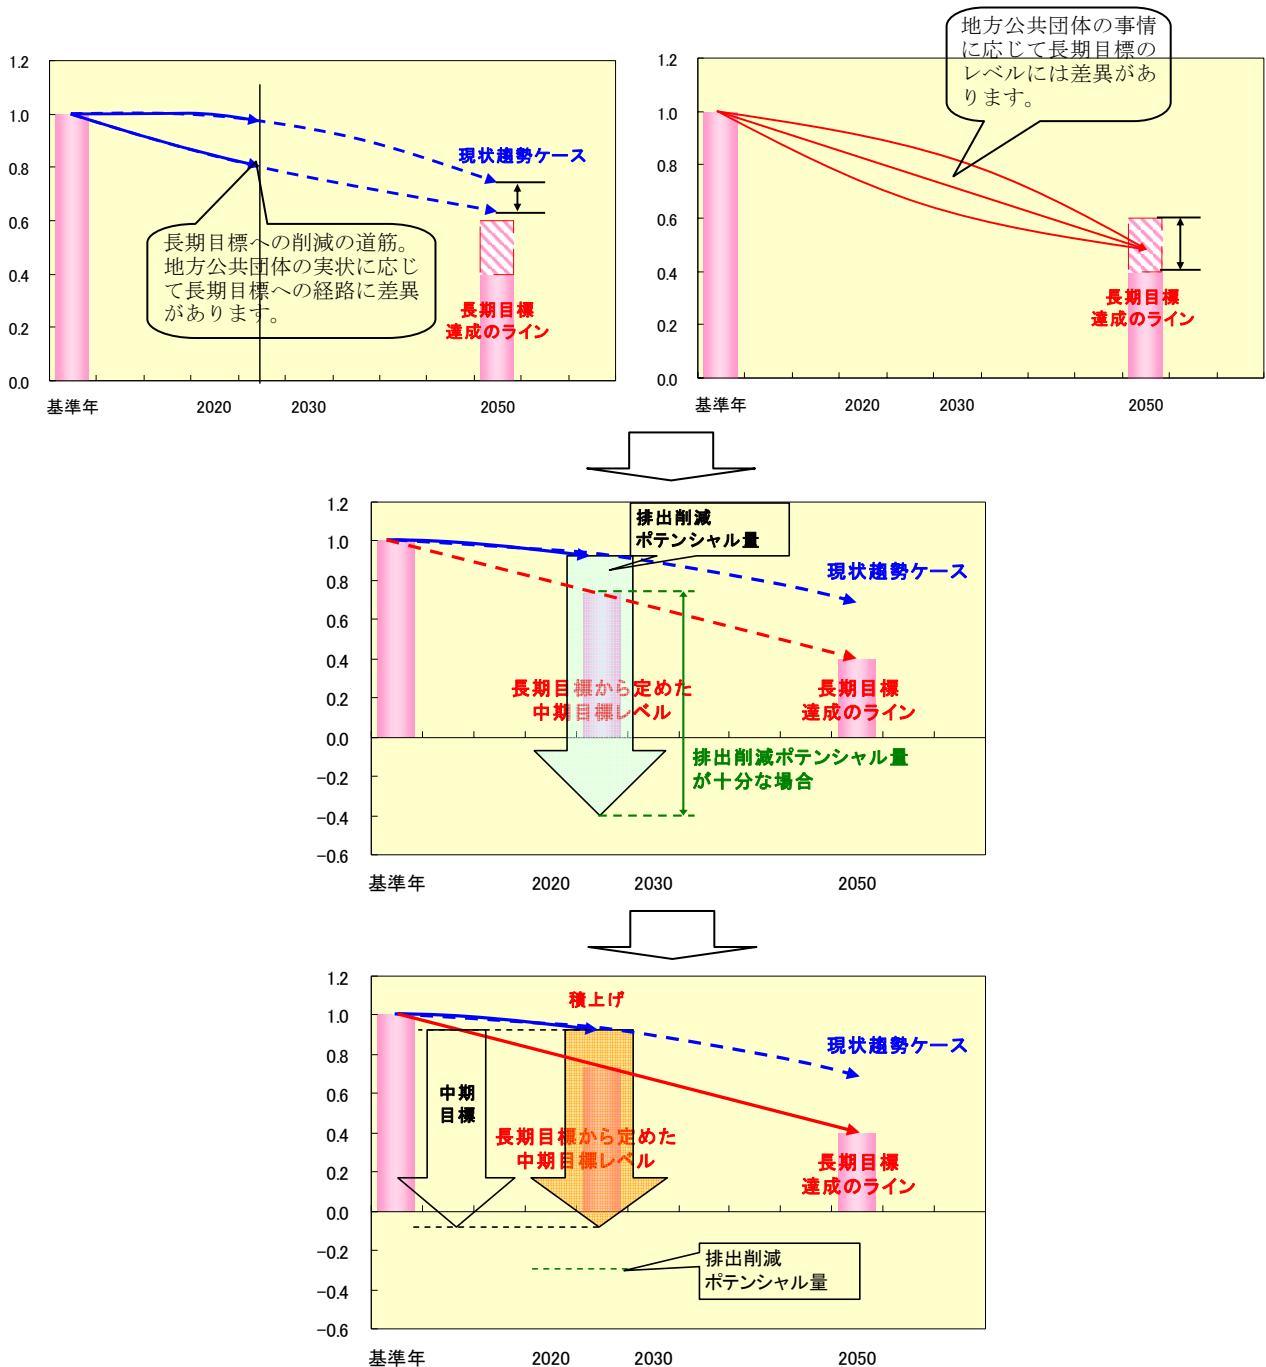 1.2
1.0
0.8
0.6
0.4
0.2
0.0
現状趨勢ケース
長期目標への削減の道筋。
地方公共団体の実状に応じ
て長期目標への経路に差異
があります。
長期目標
達成のライン
基準年
2020
2030
2050
地方公共団体の事情
に応じて長期目標の
レベルには差異があ
ります。
1.2
1.0
0.8
0.6
0.4
0.2
0.0
長期目標
達成のライン
基準年
2020
2030
2050
1.2
1.0
0.8
0.6
0.4
0.2
0.0
-0.2
-0.4
-0.6
排出削減
ポテンシャル量
現状趨勢ケース
長期目標から定めた
中期目標レベル
長期目標
達成のライン
排出削減ポテンシャル量
が十分な場合
基準年
2020
2030
2050
1.2
1.0
0.8
0.6
0.4
0.2
0.0
-0.2
-0.4
-0.6
積上げ
現状趨勢ケース
中期
目標
長期目標から定めた
中期目標レベル
長期目標
達成のライン
排出削減
ポテンシャル量
基準年
2020
2030
2050